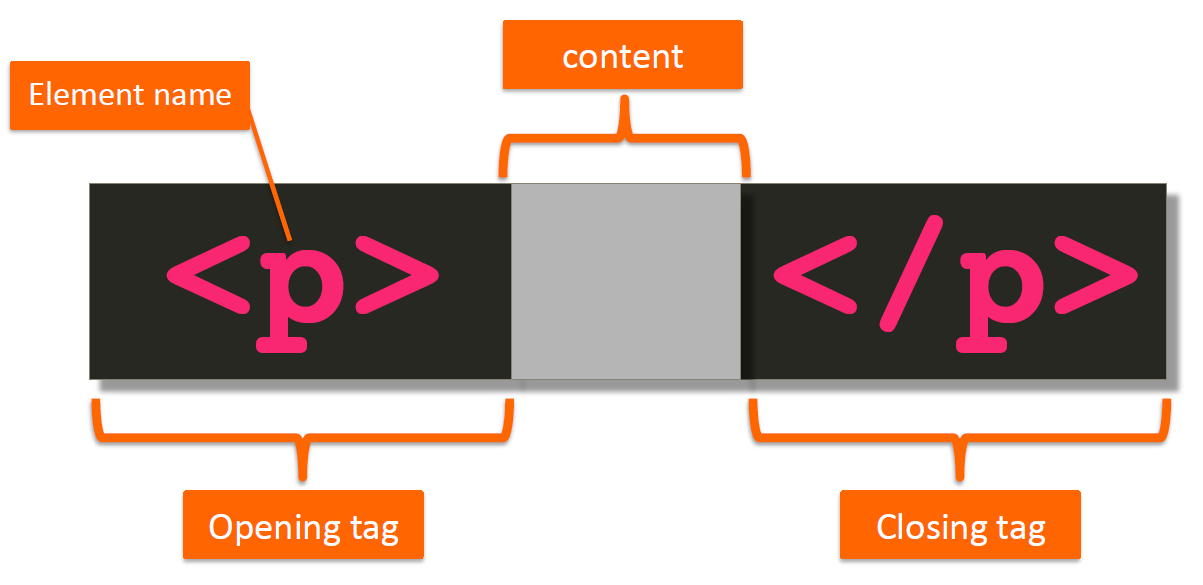 content
Element name
<p> </p>
Opening tag
Closing tag